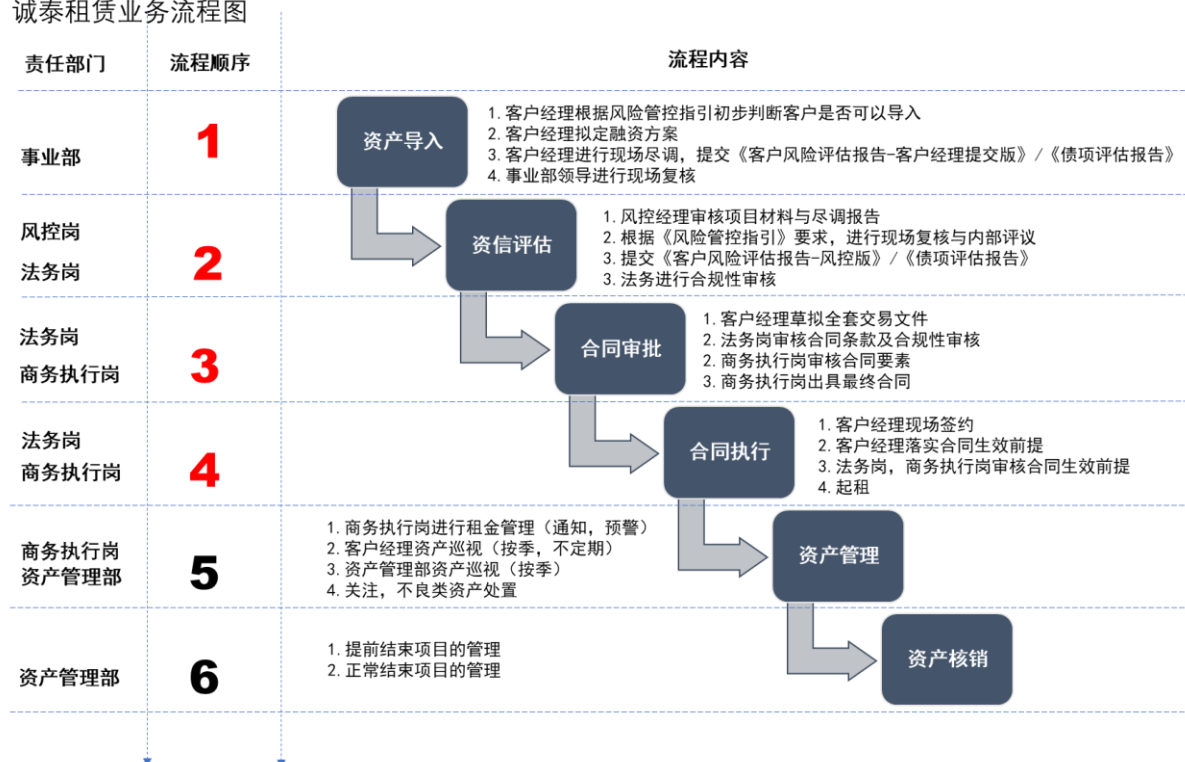 诚泰租赁业务流程图
责任部门
流程顺序
流程内容
事业部
1
资产导入
1. 客户经理根据风险管控指引初步判断客户是否可以导入
2. 客户经理拟定融资方案
3. 客户经理进行现场尽调，提交《客户风险评估报告-客户经理提交版》/《债项评估报告》
4. 事业部领导进行现场复核
风控岗
法务岗
2
资信评估
1. 风控经理审核项目材料与尽调报告
2. 根据《风险管控指引》要求，进行现场复核与内部评议
3. 提交《客户风险评估报告-风控版》/《债项评估报告》
3. 法务进行合规性审核
法务岗
商务执行岗
3
合同审批
1. 客户经理草拟全套交易文件
2. 法务岗审核合同条款及合规性审核
2. 商务执行岗审核合同要素
3. 商务执行岗出具最终合同
法务岗
商务执行岗
4
合同执行
1. 客户经理现场签约
2. 客户经理落实合同生效前提
3. 法务岗，商务执行岗审核合同生效前提
4. 起租
商务执行岗
资产管理部
5
1. 商务执行岗进行租金管理（通知，预警）
2. 客户经理资产巡视（按季，不定期）
3. 资产管理部资产巡视（按季）
4. 关注，不良类资产处置
资产管理
资产管理部
6
1. 提前结束项目的管理
2. 正常结束项目的管理
资产核销